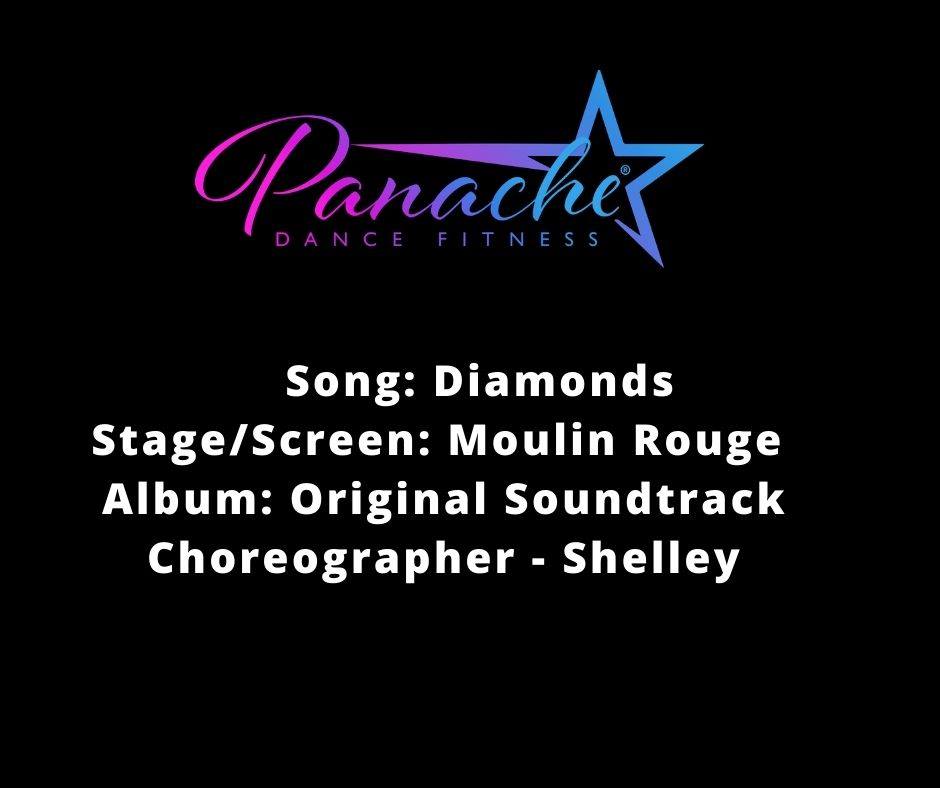 Panache®
DANCE FITNESS
Song: Diamonds
Stage/Screen: Moulin Rouge
Album: Original Soundtrack
Choreographer - Shelley